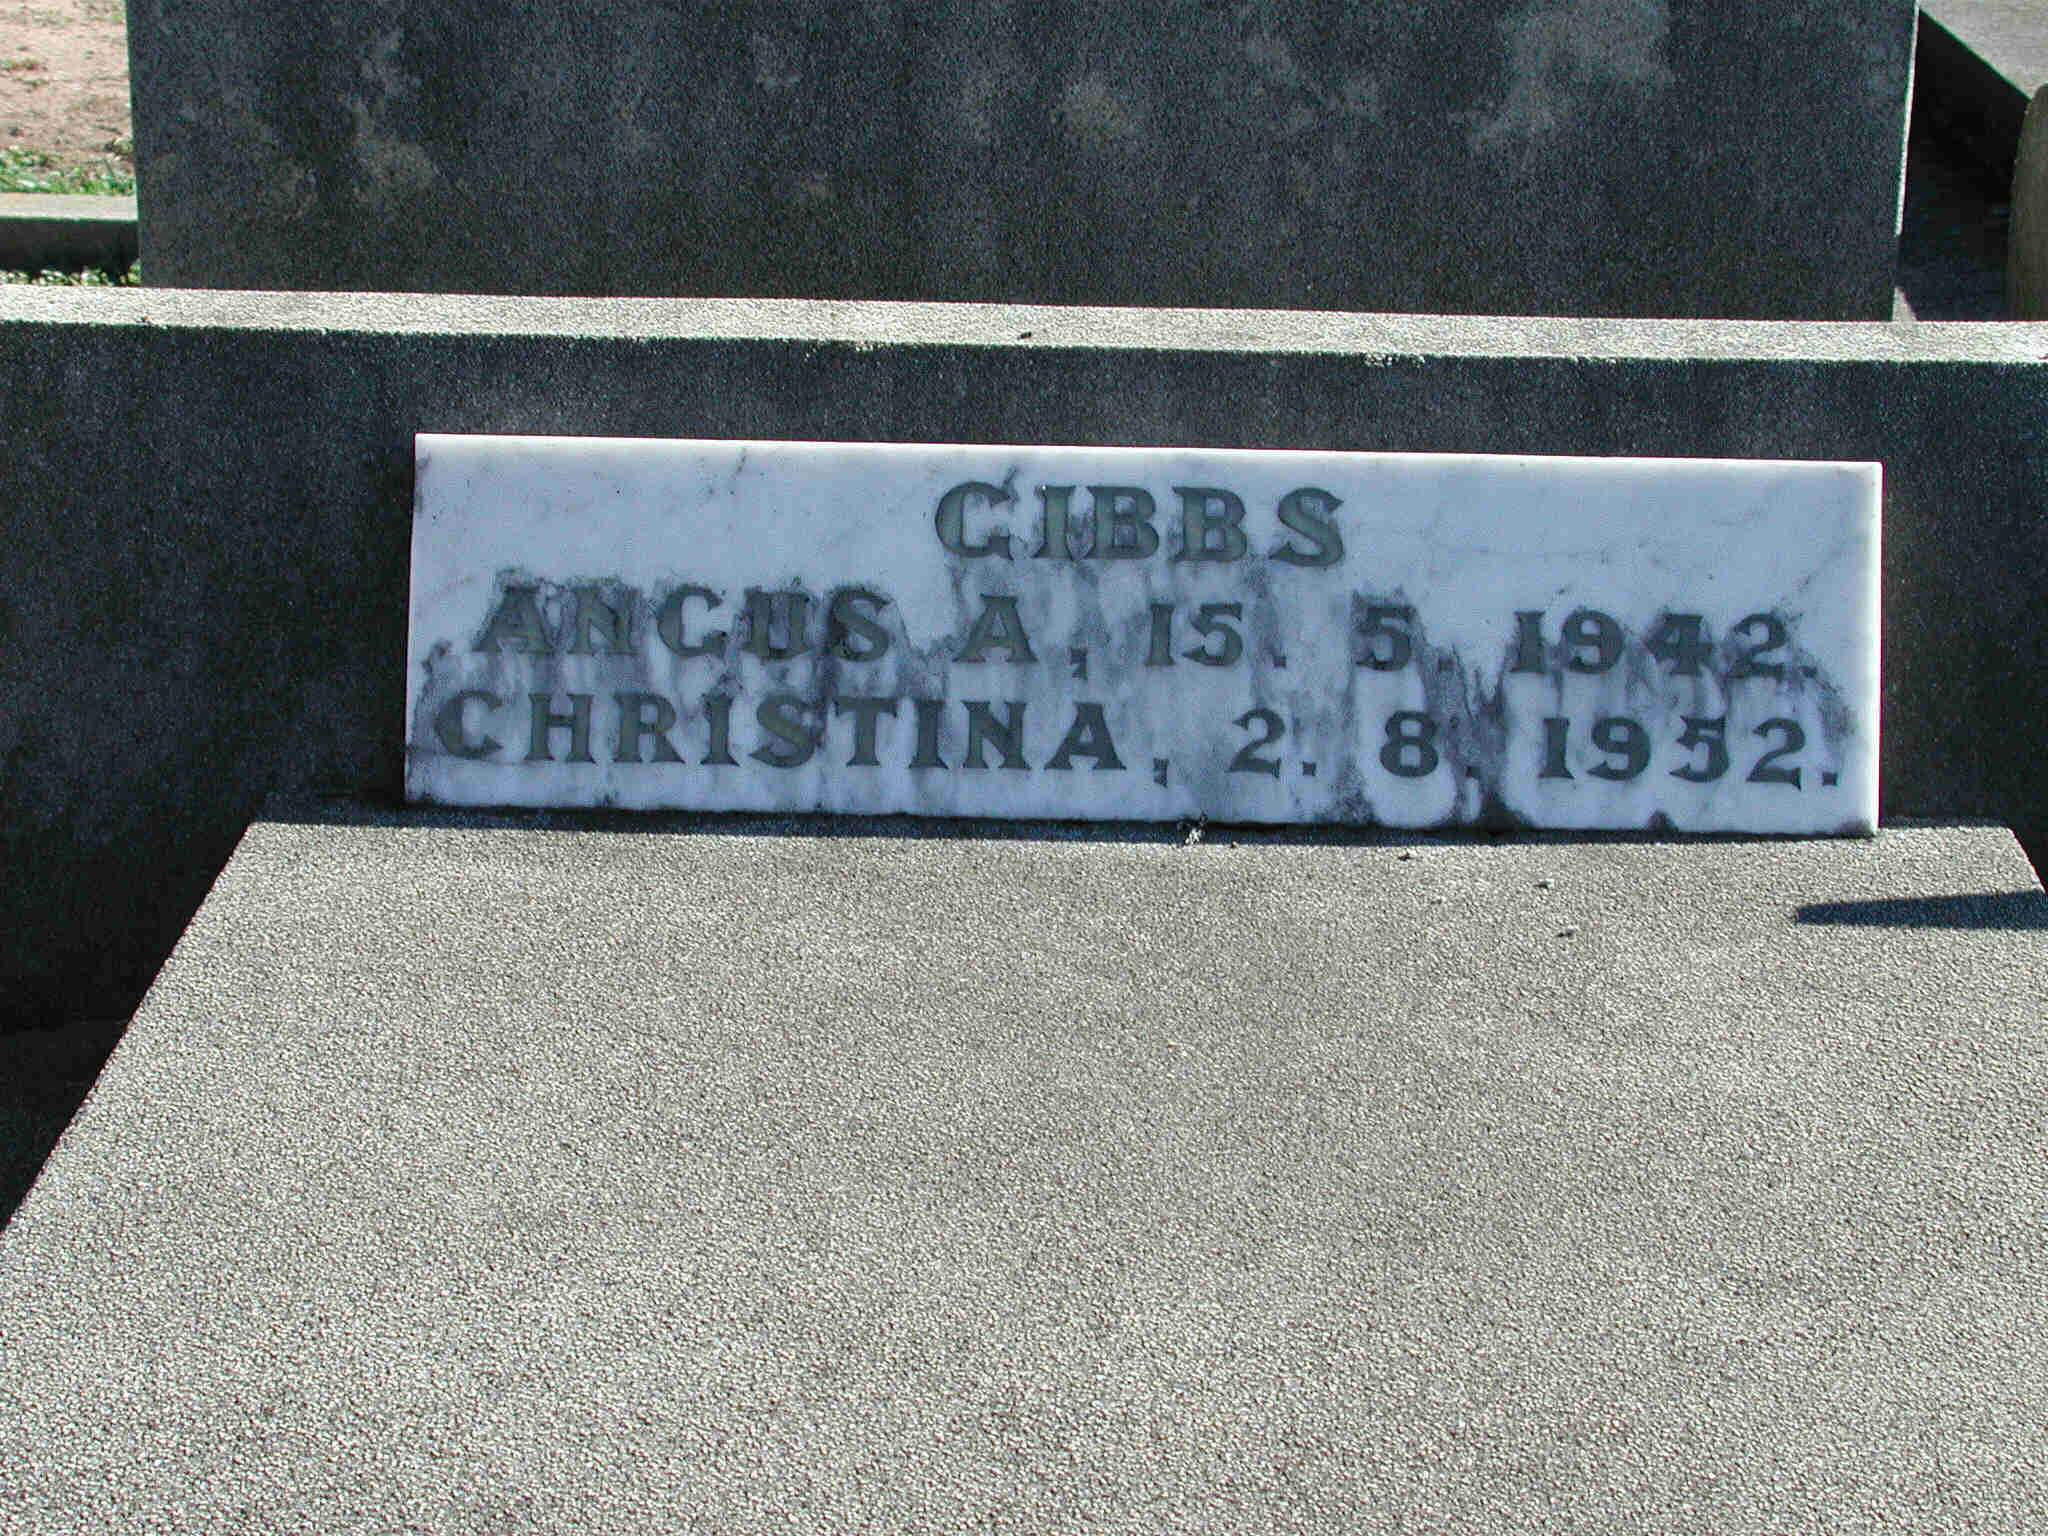 GIBBS
ANGUS A, 15. 5. 1942.
CHRISTINA, 2. 8. 1952.